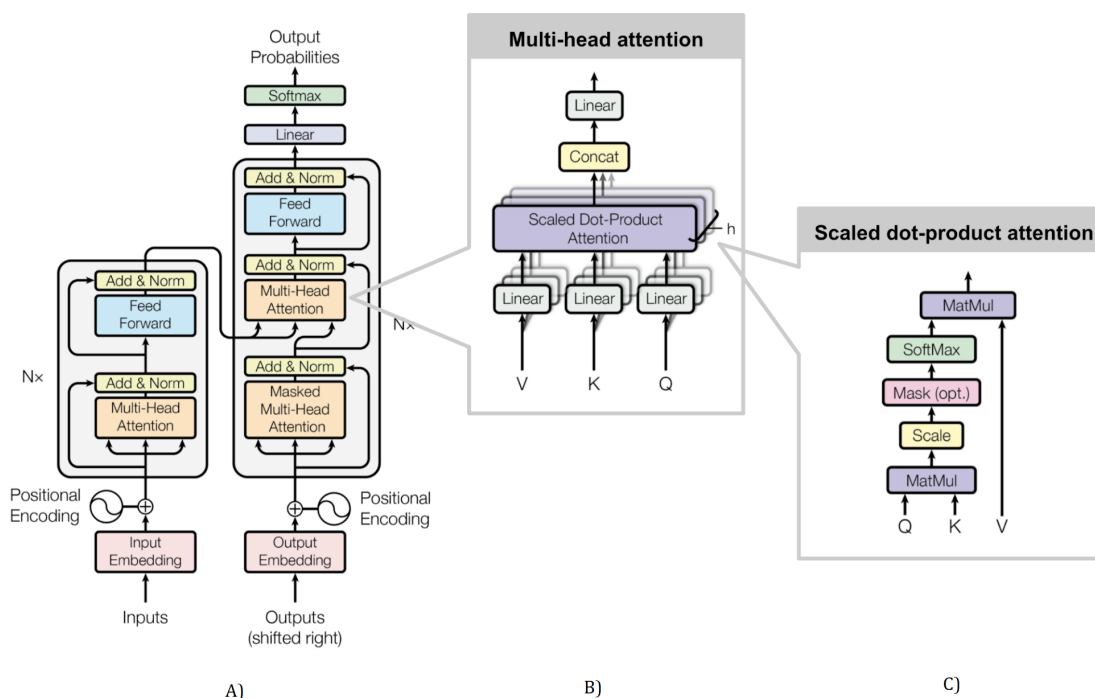 Output
Probabilities
Softmax
Linear
Add & Norm
Feed
Forward
Add & Norm
Multi-Head
Attention
Add & Norm
Masked
Multi-Head
Attention
Nx
Positional
Encoding
Output
Embedding
Outputs
(shifted right)
Add & Norm
Feed
Forward
Add & Norm
Multi-Head
Attention
Nx
Positional
Encoding
Input
Embedding
Inputs
A)
Multi-head attention
Linear
Concat
Scaled Dot-Product
Attention
h
Linear
Linear
Linear
V
K
Q
B)
Scaled dot-product attention
MatMul
SoftMax
Mask (opt.)
Scale
MatMul
Q
K
V
C)